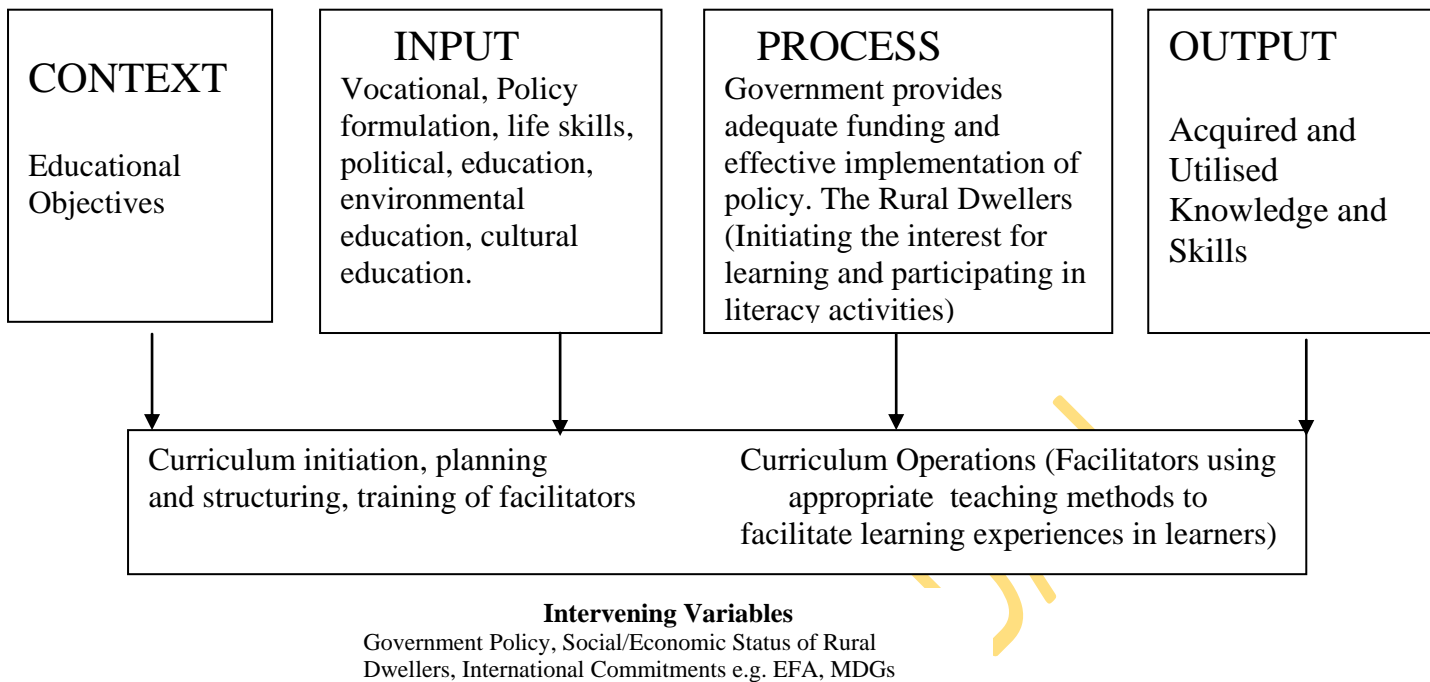 CONTEXT
Educational
Objectives
INPUT
Vocational, Policy
formulation, life skills,
political, education,
environmental
education, cultural
education.
PROCESS
Government provides
adequate funding and
effective implementation of
policy. The Rural Dwellers
(Initiating the interest for
learning and participating in
literacy activities)
OUTPUT
Acquired and
Utilised
Knowledge and
Skills
Curriculum initiation, planning
and structuring, training of facilitators
Curriculum Operations (Facilitators using
appropriate teaching methods to
facilitate learning experiences in learners)
Intervening Variables
Government Policy, Social/Economic Status of Rural
Dwellers, International Commitments e.g. EFA, MDGs